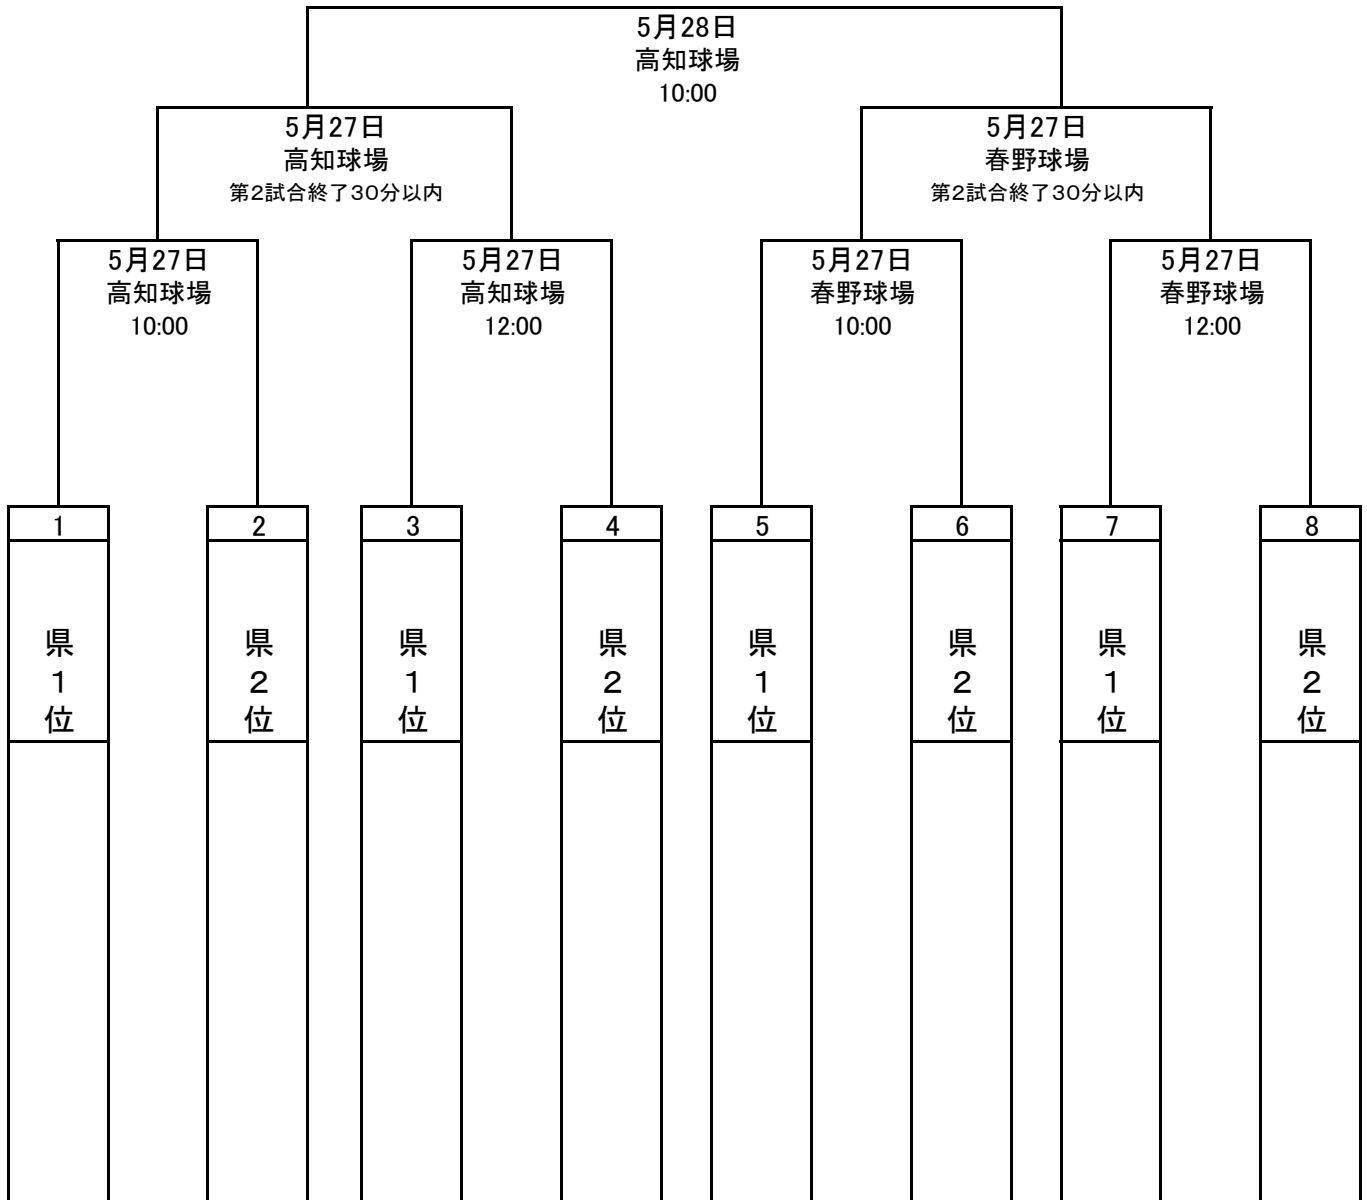 5月28日
高知球場
10:00
5月27日
高知球場
第2試合終了30分以内
5月27日
春野球場
第2試合終了30分以内
5月27日
高知球場
10:00
5月27日
高知球場
12:00
5月27日
春野球場
10:00
5月27日
春野球場
12:00
1
2
3
4
5
6
7
8
県1位
県2位
県1位
県2位
県1位
県2位
県1位
県2位